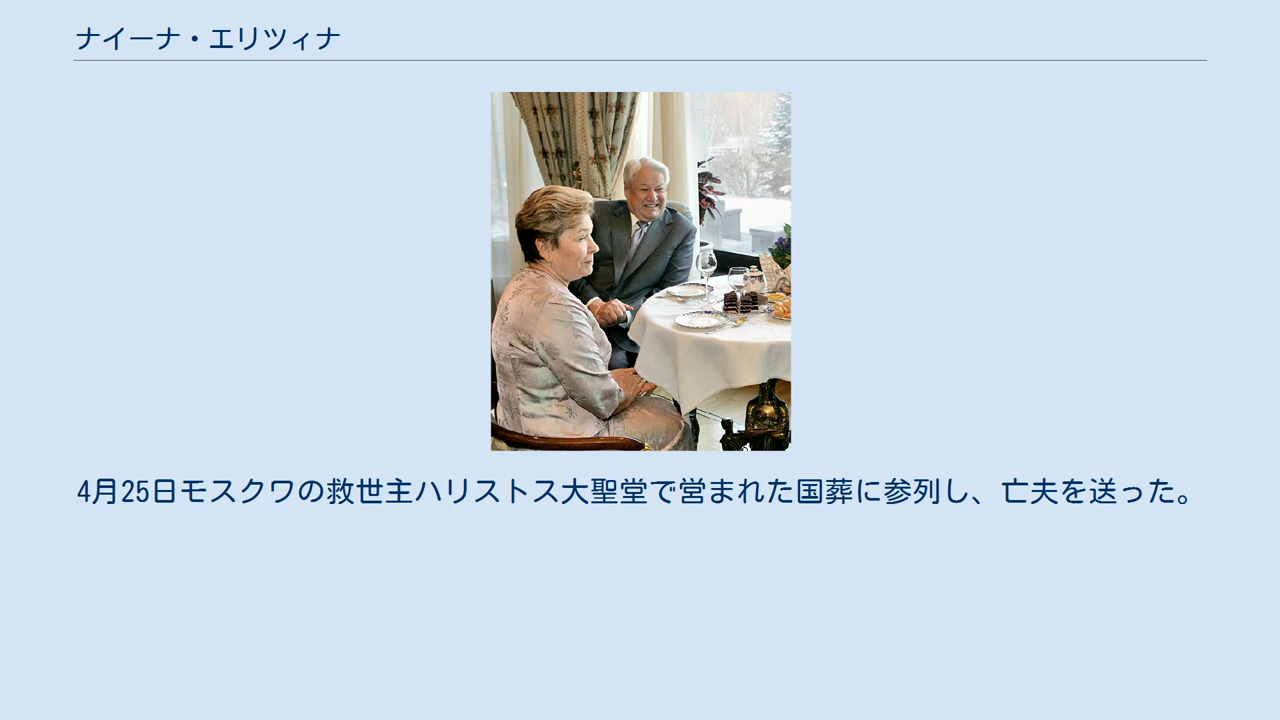 ナイーナ・エリツィナ
4月25日モスクワの救世主ハリストス大聖堂で営まれた国葬に参列し、亡夫を送った。